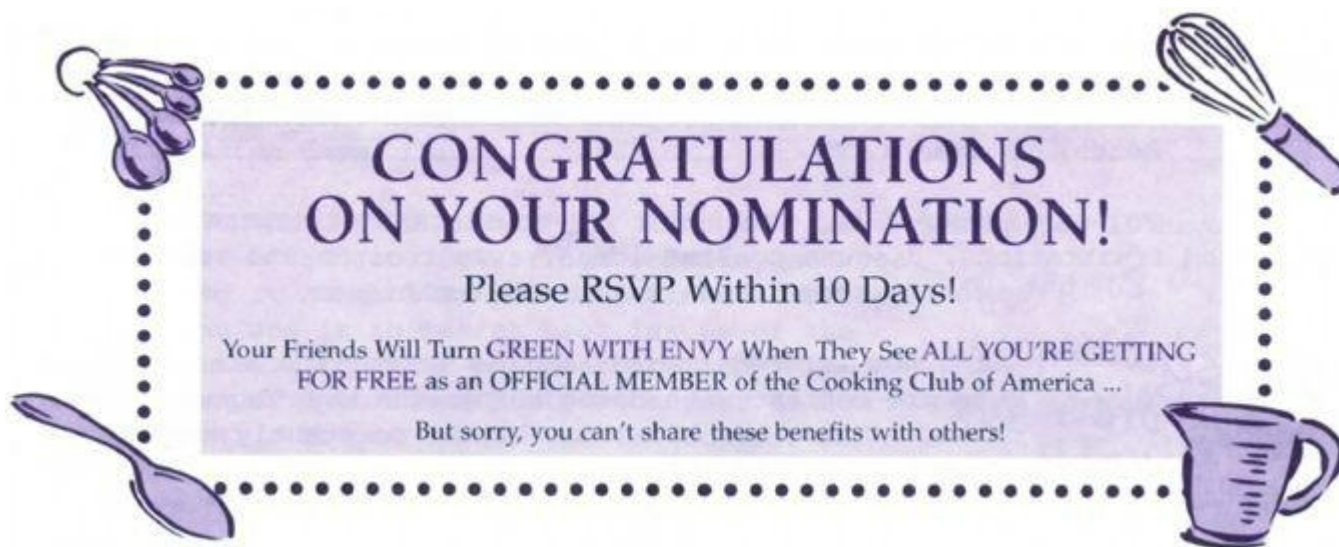 CONGRATULATIONS
ON YOUR NOMINATION!
Please RSVP Within 10 Days!
Your Friends Will Turn GREEN WITH ENVY When They See ALL YOU'RE GETTING
FOR FREE as an OFFICIAL MEMBER of the Cooking Club of America ...
But sorry, you can't share these benefits with others!